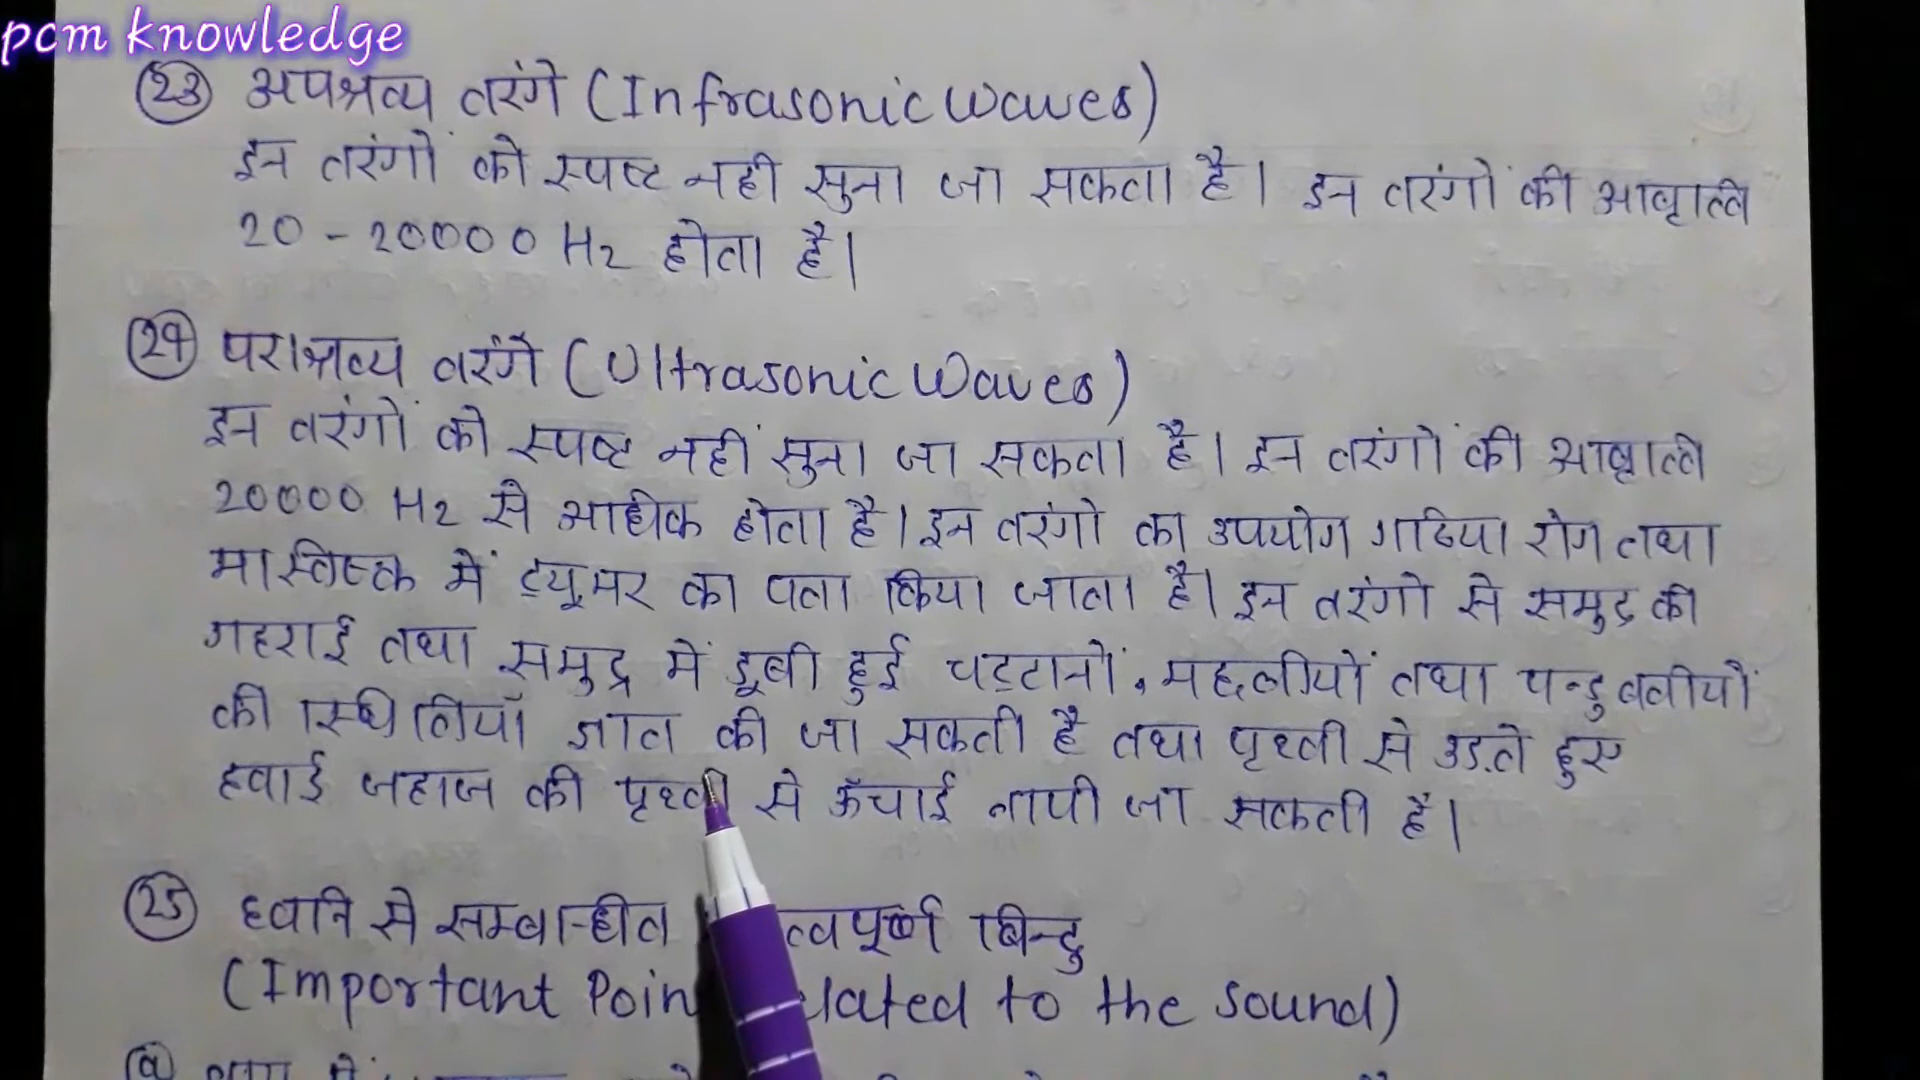 pcm knowledge
23 अपश्रव्य तरंगे (Infrasonic waves)
इन तरंगों को स्पष्ट नही सुना जा सकता है। इन तरंगों की आवृत्ति
20 - 20000 Hz होता है।
24 पराश्रव्य तरंगे (Ultrasonic Waves)
इन तरंगों को स्पष्ट नहीं सुना जा सकता है। इन तरंगों की आवृत्ति
20000 Hz से अधिक होता है। इन तरंगो का उपयोग गठिया रोग तथा
मस्तिष्क में ट्यूमर का पता किया जाता है। इन तरंगो से समुद्र की
गहराई तथा समुद्र में डूबी हुई चट्टानों, मछलीयों तथा पनडुब्बीयों
की स्थितियाँ ज्ञात की जा सकती है तथा पृथ्वी से उड़ते हुए
हवाई जहाज की पृथ्वी से ऊँचाई नापी जा सकती है।
25 ध्वनि से सम्बन्धित त्वपूर्ण बिन्दु
(Important Poin lated to the sound)